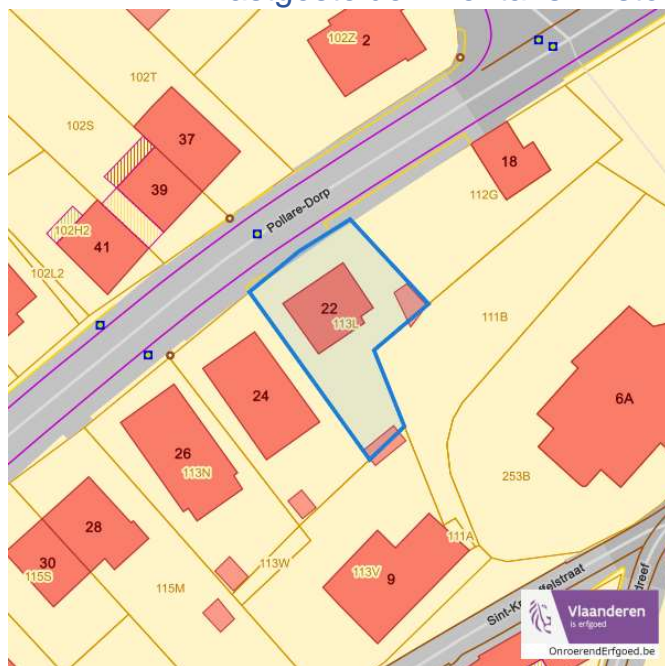 102Z
2
102T
102S
37
39
18
112G
Pollare-Dorp
102H2
41
102L2
22
113L
111B
24
6A
26
113N
253B
28
30
115S
115M
113W
113V
9
111A
Vlaanderen
is erfgoed
OnroerendErfgoed.be